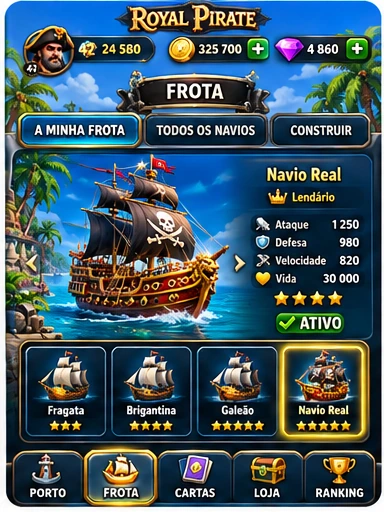 ROYAL PIRATE
42 24 580
325 700
4 860
47
FROTA
A MINHA FROTA
TODOS OS NAVIOS
CONSTRUIR
Navio Real
Lendário
Ataque 1 250
Defesa 980
Velocidade 820
Vida 30 000
ATIVO
Fragata
Brigantina
Galeão
Navio Real
PORTO
FROTA
CARTAS
LOJA
RANKING